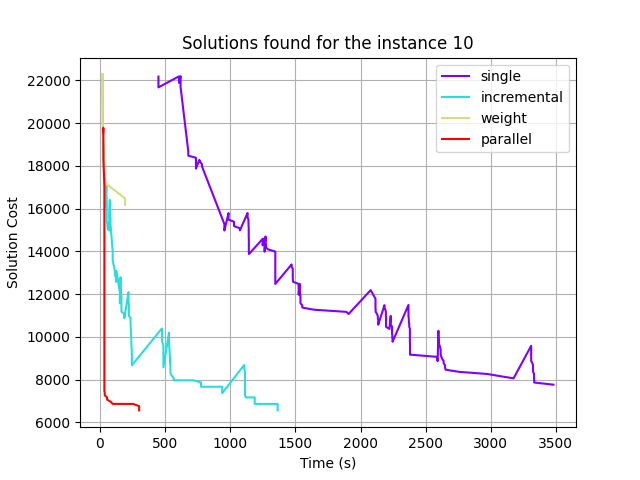 Solutions found for the instance 10
single
incremental
weight
parallel
22000
20000
18000
16000
14000
12000
10000
8000
6000
Solution Cost
0 500 1000 1500 2000 2500 3000 3500
Time (s)